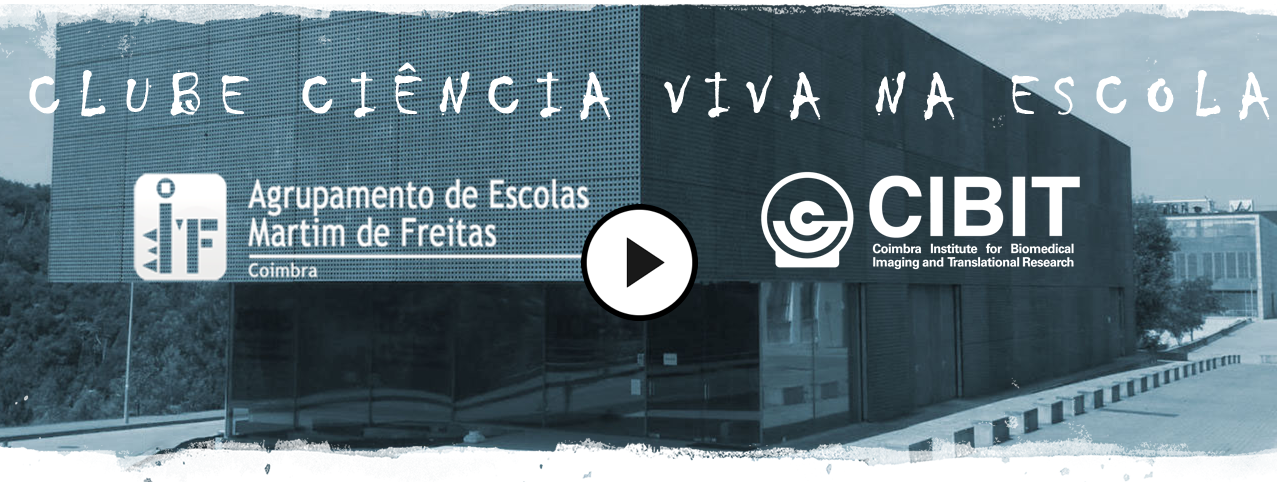 CLUBE CIÊNCIA VIVA NA ESCOLA
Agrupamento de Escolas
Martim de Freitas
Coimbra
CIBIT
Coimbra Institute for Biomedical
Imaging and Translational Research